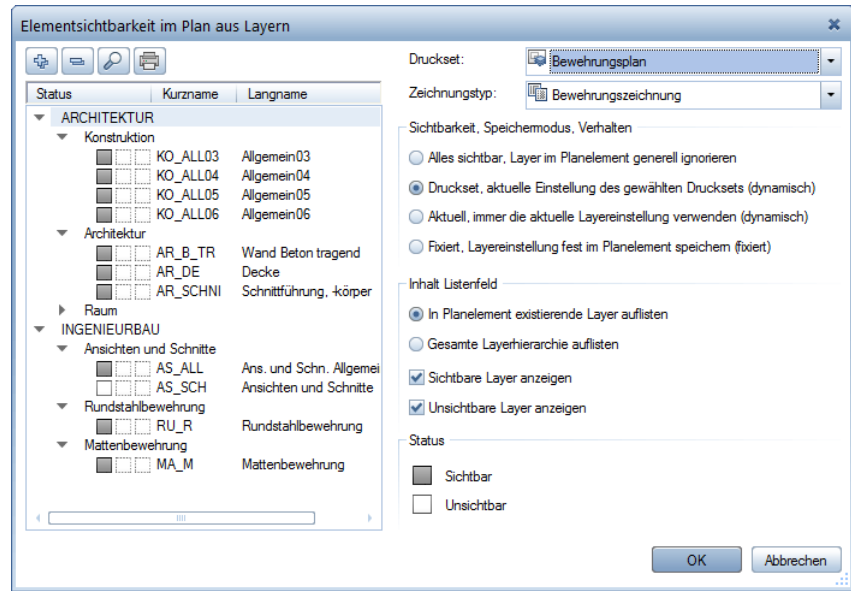 Elementsichtbarkeit im Plan aus Layern
Status Kurzname Langname
ARCHITEKTUR
Konstruktion
KO_ALL03 Allgemein03
KO_ALL04 Allgemein04
KO_ALL05 Allgemein05
KO_ALL06 Allgemein06
Architektur
AR_B_TR Wand Beton tragend
AR_DE Decke
AR_SCHNI Schnittführung, -körper
Raum
INGENIEURBAU
Ansichten und Schnitte
AS_ALL Ans. und Schn. Allgemei
AS_SCH Ansichten und Schnitte
Rundstahlbewehrung
RU_R Rundstahlbewehrung
Mattenbewehrung
MA_M Mattenbewehrung
Druckset: Bewehrungsplan
Zeichnungstyp: Bewehrungszeichnung
Sichtbarkeit, Speichermodus, Verhalten
Alles sichtbar, Layer im Planelement generell ignorieren
Druckset, aktuelle Einstellung des gewählten Drucksets (dynamisch)
Aktuell, immer die aktuelle Layereinstellung verwenden (dynamisch)
Fixiert, Layereinstellung fest im Planelement speichern (fixiert)
Inhalt Listenfeld
In Planelement existierende Layer auflisten
Gesamte Layerhierarchie auflisten
Sichtbare Layer anzeigen
Unsichtbare Layer anzeigen
Status
Sichtbar
Unsichtbar
OK Abbrechen